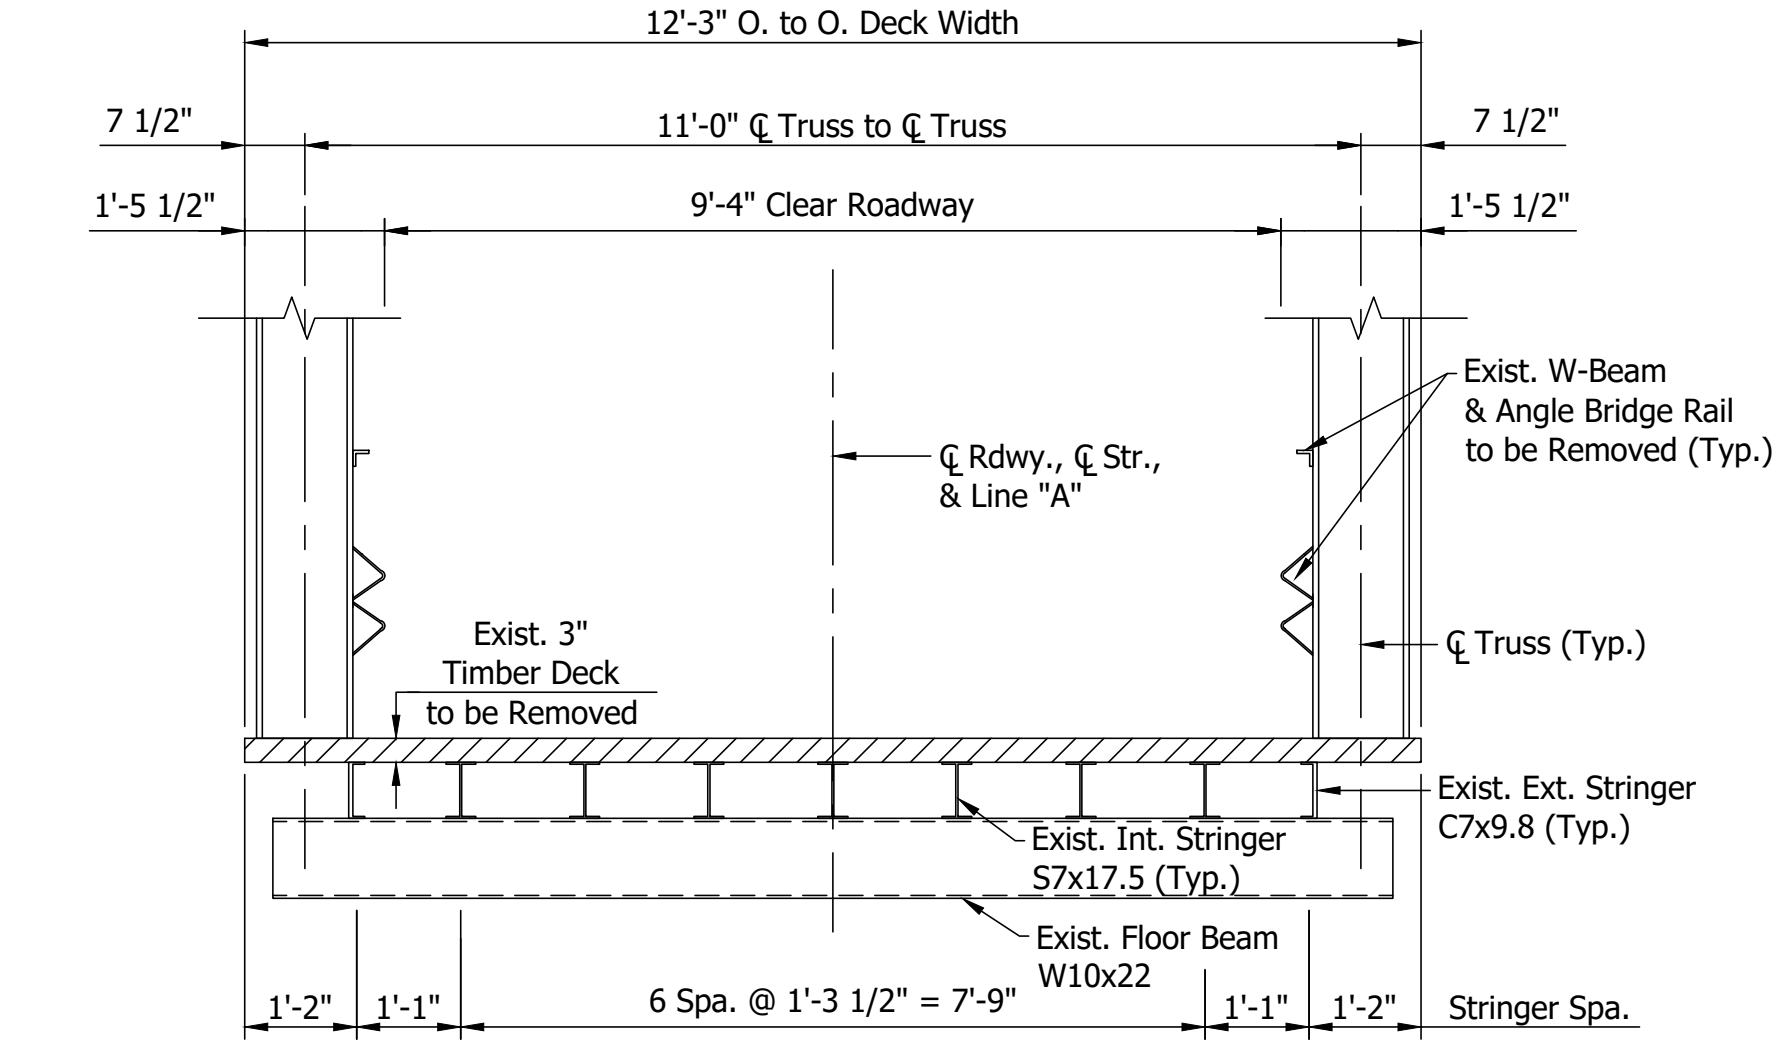 12'-3" O. to O. Deck Width
7 1/2"
11'-0" ℄ Truss to ℄ Truss
7 1/2"
1'-5 1/2"
9'-4" Clear Roadway
1'-5 1/2"
Exist. W-Beam
& Angle Bridge Rail
to be Removed (Typ.)
℄ Rdwy., ℄ Str.,
& Line "A"
Exist. 3"
Timber Deck
to be Removed
℄ Truss (Typ.)
Exist. Ext. Stringer
C7x9.8 (Typ.)
Exist. Int. Stringer
S7x17.5 (Typ.)
Exist. Floor Beam
W10x22
1'-2"
1'-1"
6 Spa. @ 1'-3 1/2" = 7'-9"
1'-1"
1'-2"
Stringer Spa.